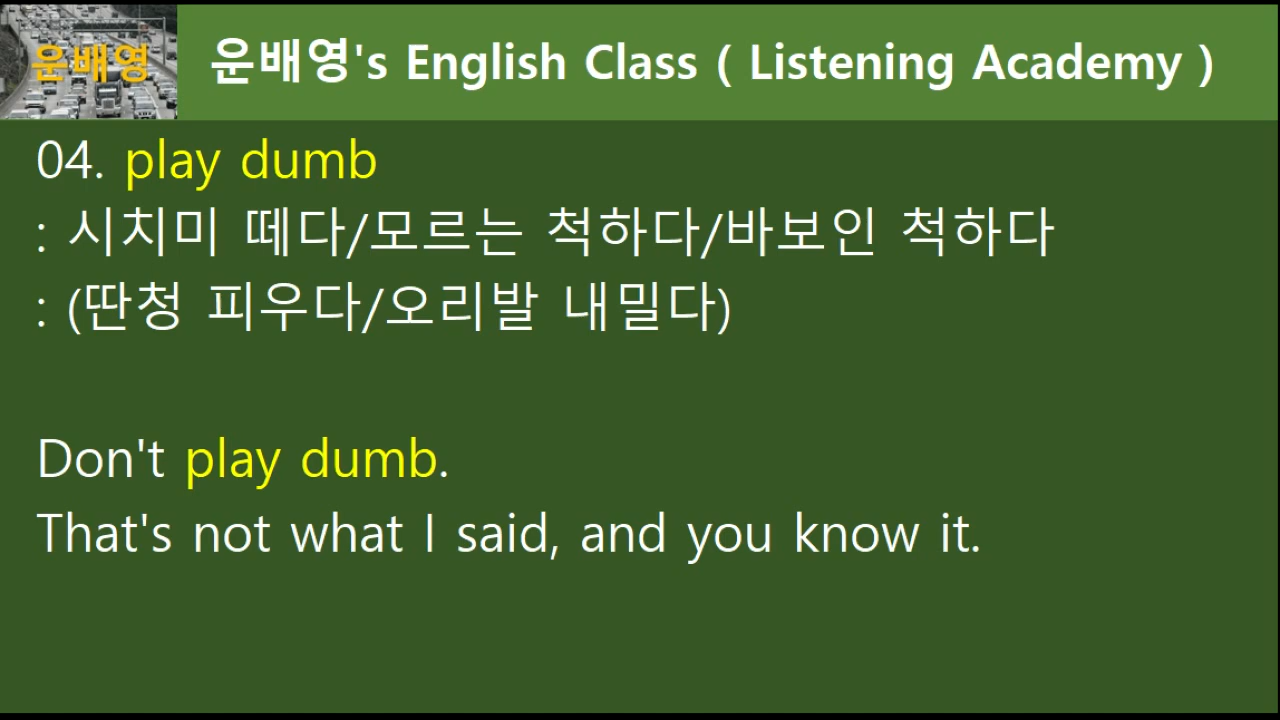 운배영
운배영's English Class ( Listening Academy )
04. play dumb
: 시치미 떼다/모르는 척하다/바보인 척하다
: (딴청 피우다/오리발 내밀다)
Don't play dumb.
That's not what I said, and you know it.